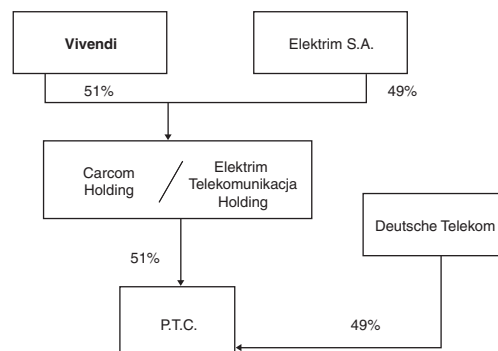 Vivendi
Elektrim S.A.
51%
49%
Carcom
Holding
/
Elektrim
Telekomunikacja
Holding
Deutsche Telekom
51%
P.T.C.
49%